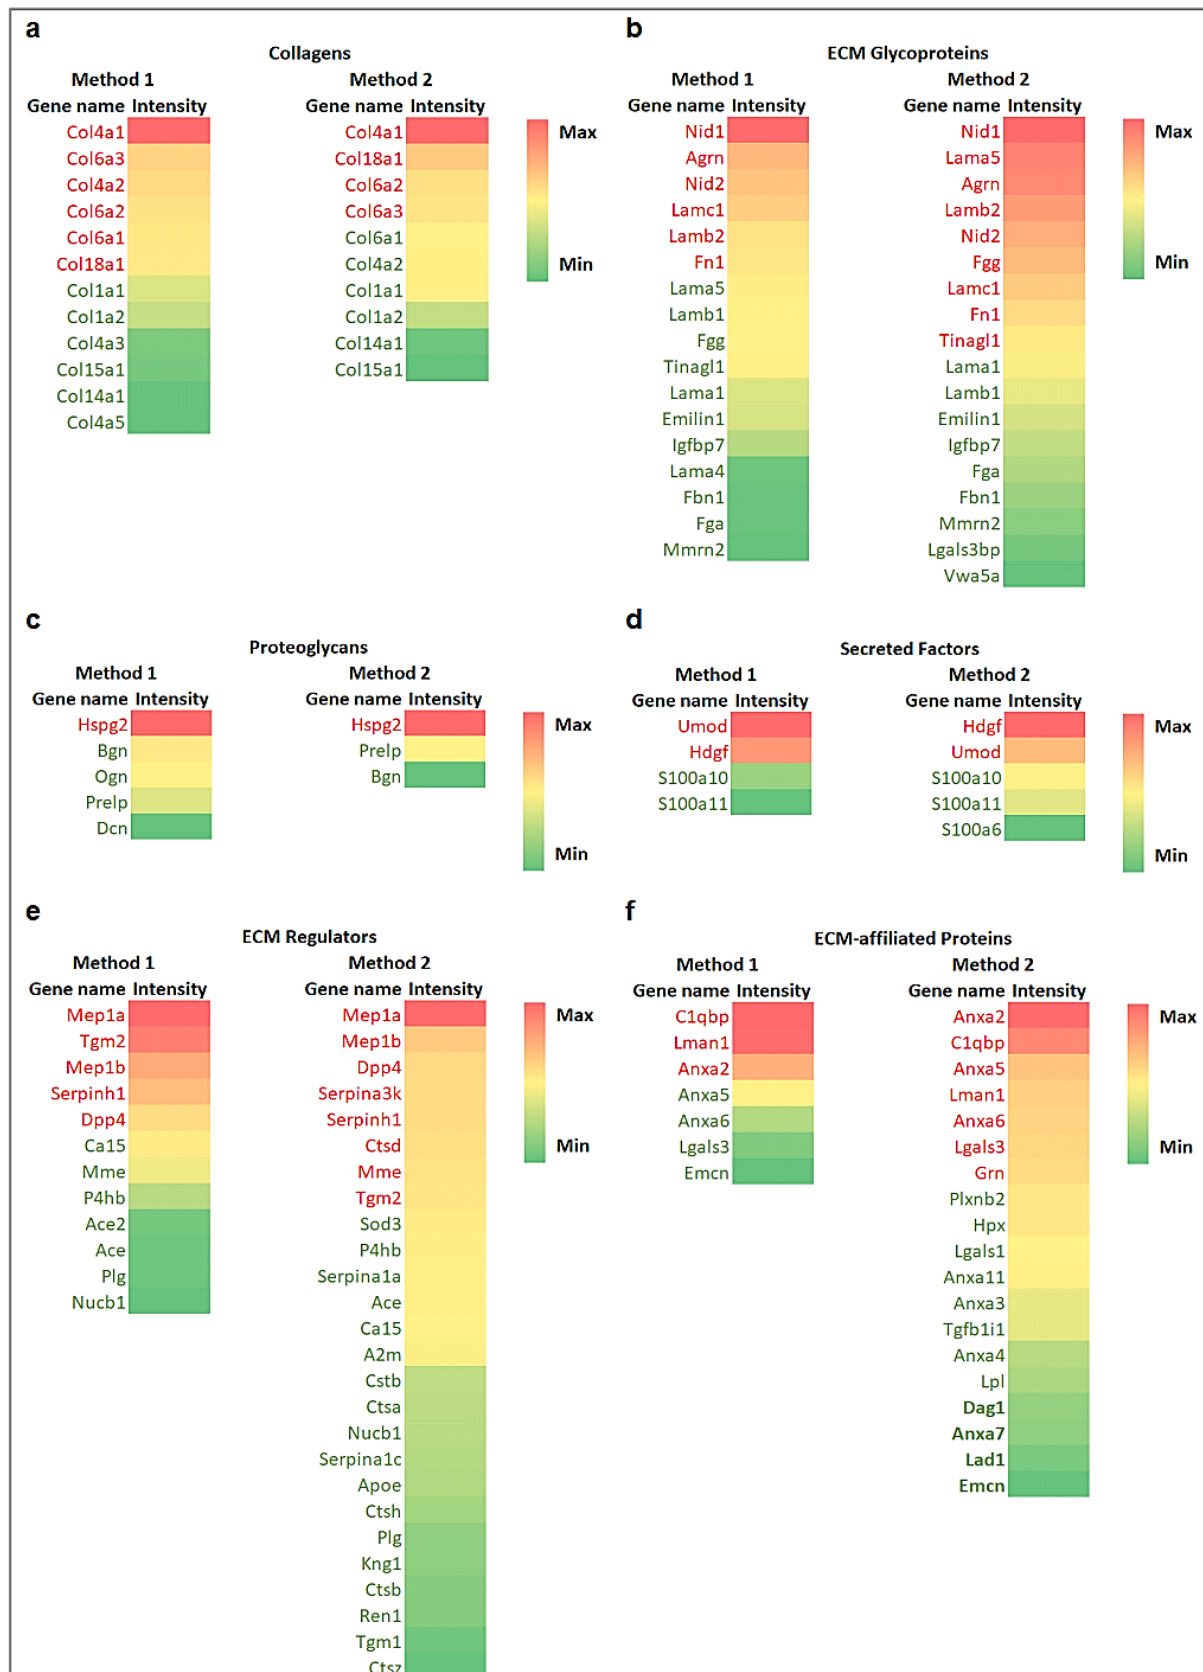 a
Collagens
Method 1
Gene name Intensity
Col4a1
Col6a3
Col4a2
Col6a2
Col6a1
Col18a1
Col1a1
Col1a2
Col4a3
Col15a1
Col14a1
Col4a5
Method 2
Gene name Intensity
Col4a1
Col18a1
Col6a2
Col6a3
Col6a1
Col4a2
Col1a1
Col1a2
Col14a1
Col15a1
Max
Min
b
ECM Glycoproteins
Method 1
Gene name Intensity
Nid1
Agrn
Nid2
Lamc1
Lamb2
Fn1
Lama5
Lamb1
Fgg
Tinagl1
Lama1
Emilin1
Igfbp7
Lama4
Fbn1
Fga
Mmrn2
Method 2
Gene name Intensity
Nid1
Lama5
Agrn
Lamb2
Nid2
Fgg
Lamc1
Fn1
Tinagl1
Lama1
Lamb1
Emilin1
Igfbp7
Fga
Fbn1
Mmrn2
Lgals3bp
Vwa5a
Max
Min
c
Proteoglycans
Method 1
Gene name Intensity
Hspg2
Bgn
Ogn
Prelp
Dcn
Method 2
Gene name Intensity
Hspg2
Prelp
Bgn
Max
Min
d
Secreted Factors
Method 1
Gene name Intensity
Umod
Hdgf
S100a10
S100a11
Method 2
Gene name Intensity
Hdgf
Umod
S100a10
S100a11
S100a6
Max
Min
e
ECM Regulators
Method 1
Gene name Intensity
Mep1a
Tgm2
Mep1b
Serpinh1
Dpp4
Ca15
Mme
P4hb
Ace2
Ace
Plg
Nucb1
Method 2
Gene name Intensity
Mep1a
Mep1b
Dpp4
Serpina3k
Serpinh1
Ctsd
Mme
Tgm2
Sod3
P4hb
Serpina1a
Ace
Ca15
A2m
Cstb
Ctsa
Nucb1
Serpina1c
Apoe
Ctsh
Plg
Kng1
Ctsb
Ren1
Tgm1
Ctsz
Max
Min
f
ECM-affiliated Proteins
Method 1
Gene name Intensity
C1qbp
Lman1
Anxa2
Anxa5
Anxa6
Lgals3
Emcn
Method 2
Gene name Intensity
Anxa2
C1qbp
Anxa5
Lman1
Anxa6
Lgals3
Grn
Plxnb2
Hpx
Lgals1
Anxa11
Anxa3
Tgfb1i1
Anxa4
Lpl
Dag1
Anxa7
Lad1
Emcn
Max
Min